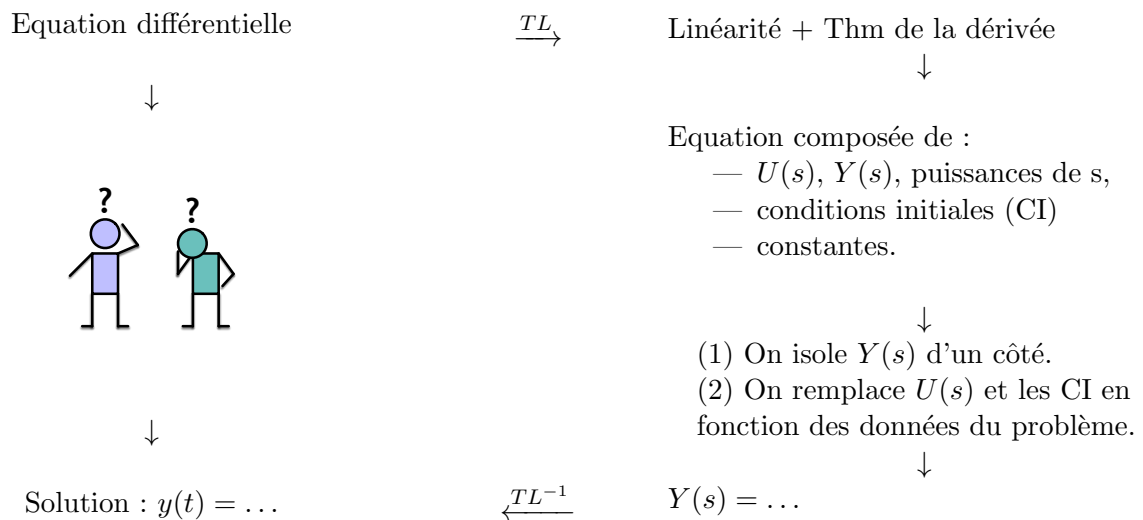 Equation différentielle
TL
→
Linéarité + Thm de la dérivée
↓
↓
Equation composée de :
— U(s), Y(s), puissances de s,
— conditions initiales (CI)
— constantes.
?
?
↓
(1) On isole Y(s) d'un côté.
(2) On remplace U(s) et les CI en
fonction des données du problème.
↓
↓
Solution : y(t) = . . .
TL⁻¹
←
Y(s) = . . .